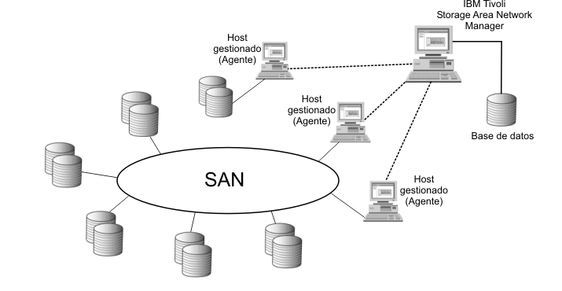 IBM Tivoli
Storage Area Network
Manager
Host
gestionado
(Agente)
Host
gestionado
(Agente)
Base de datos
SAN
Host
gestionado
(Agente)